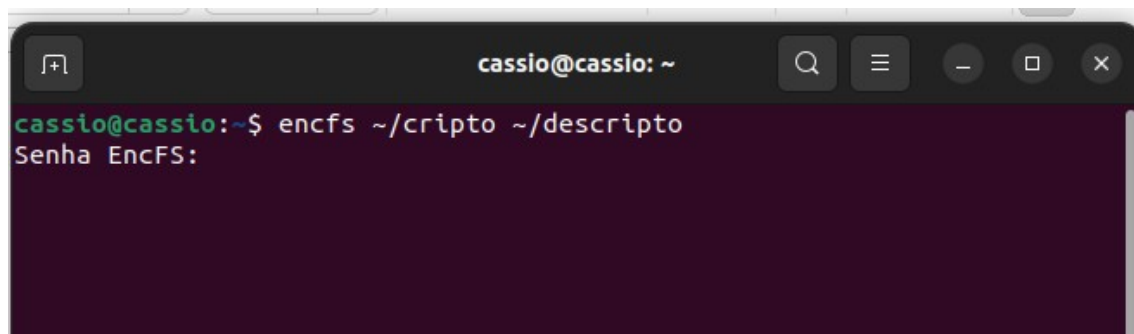 cassio@cassio: ~
cassio@cassio:~$ encfs ~/cripto ~/descripto
Senha EncFS: